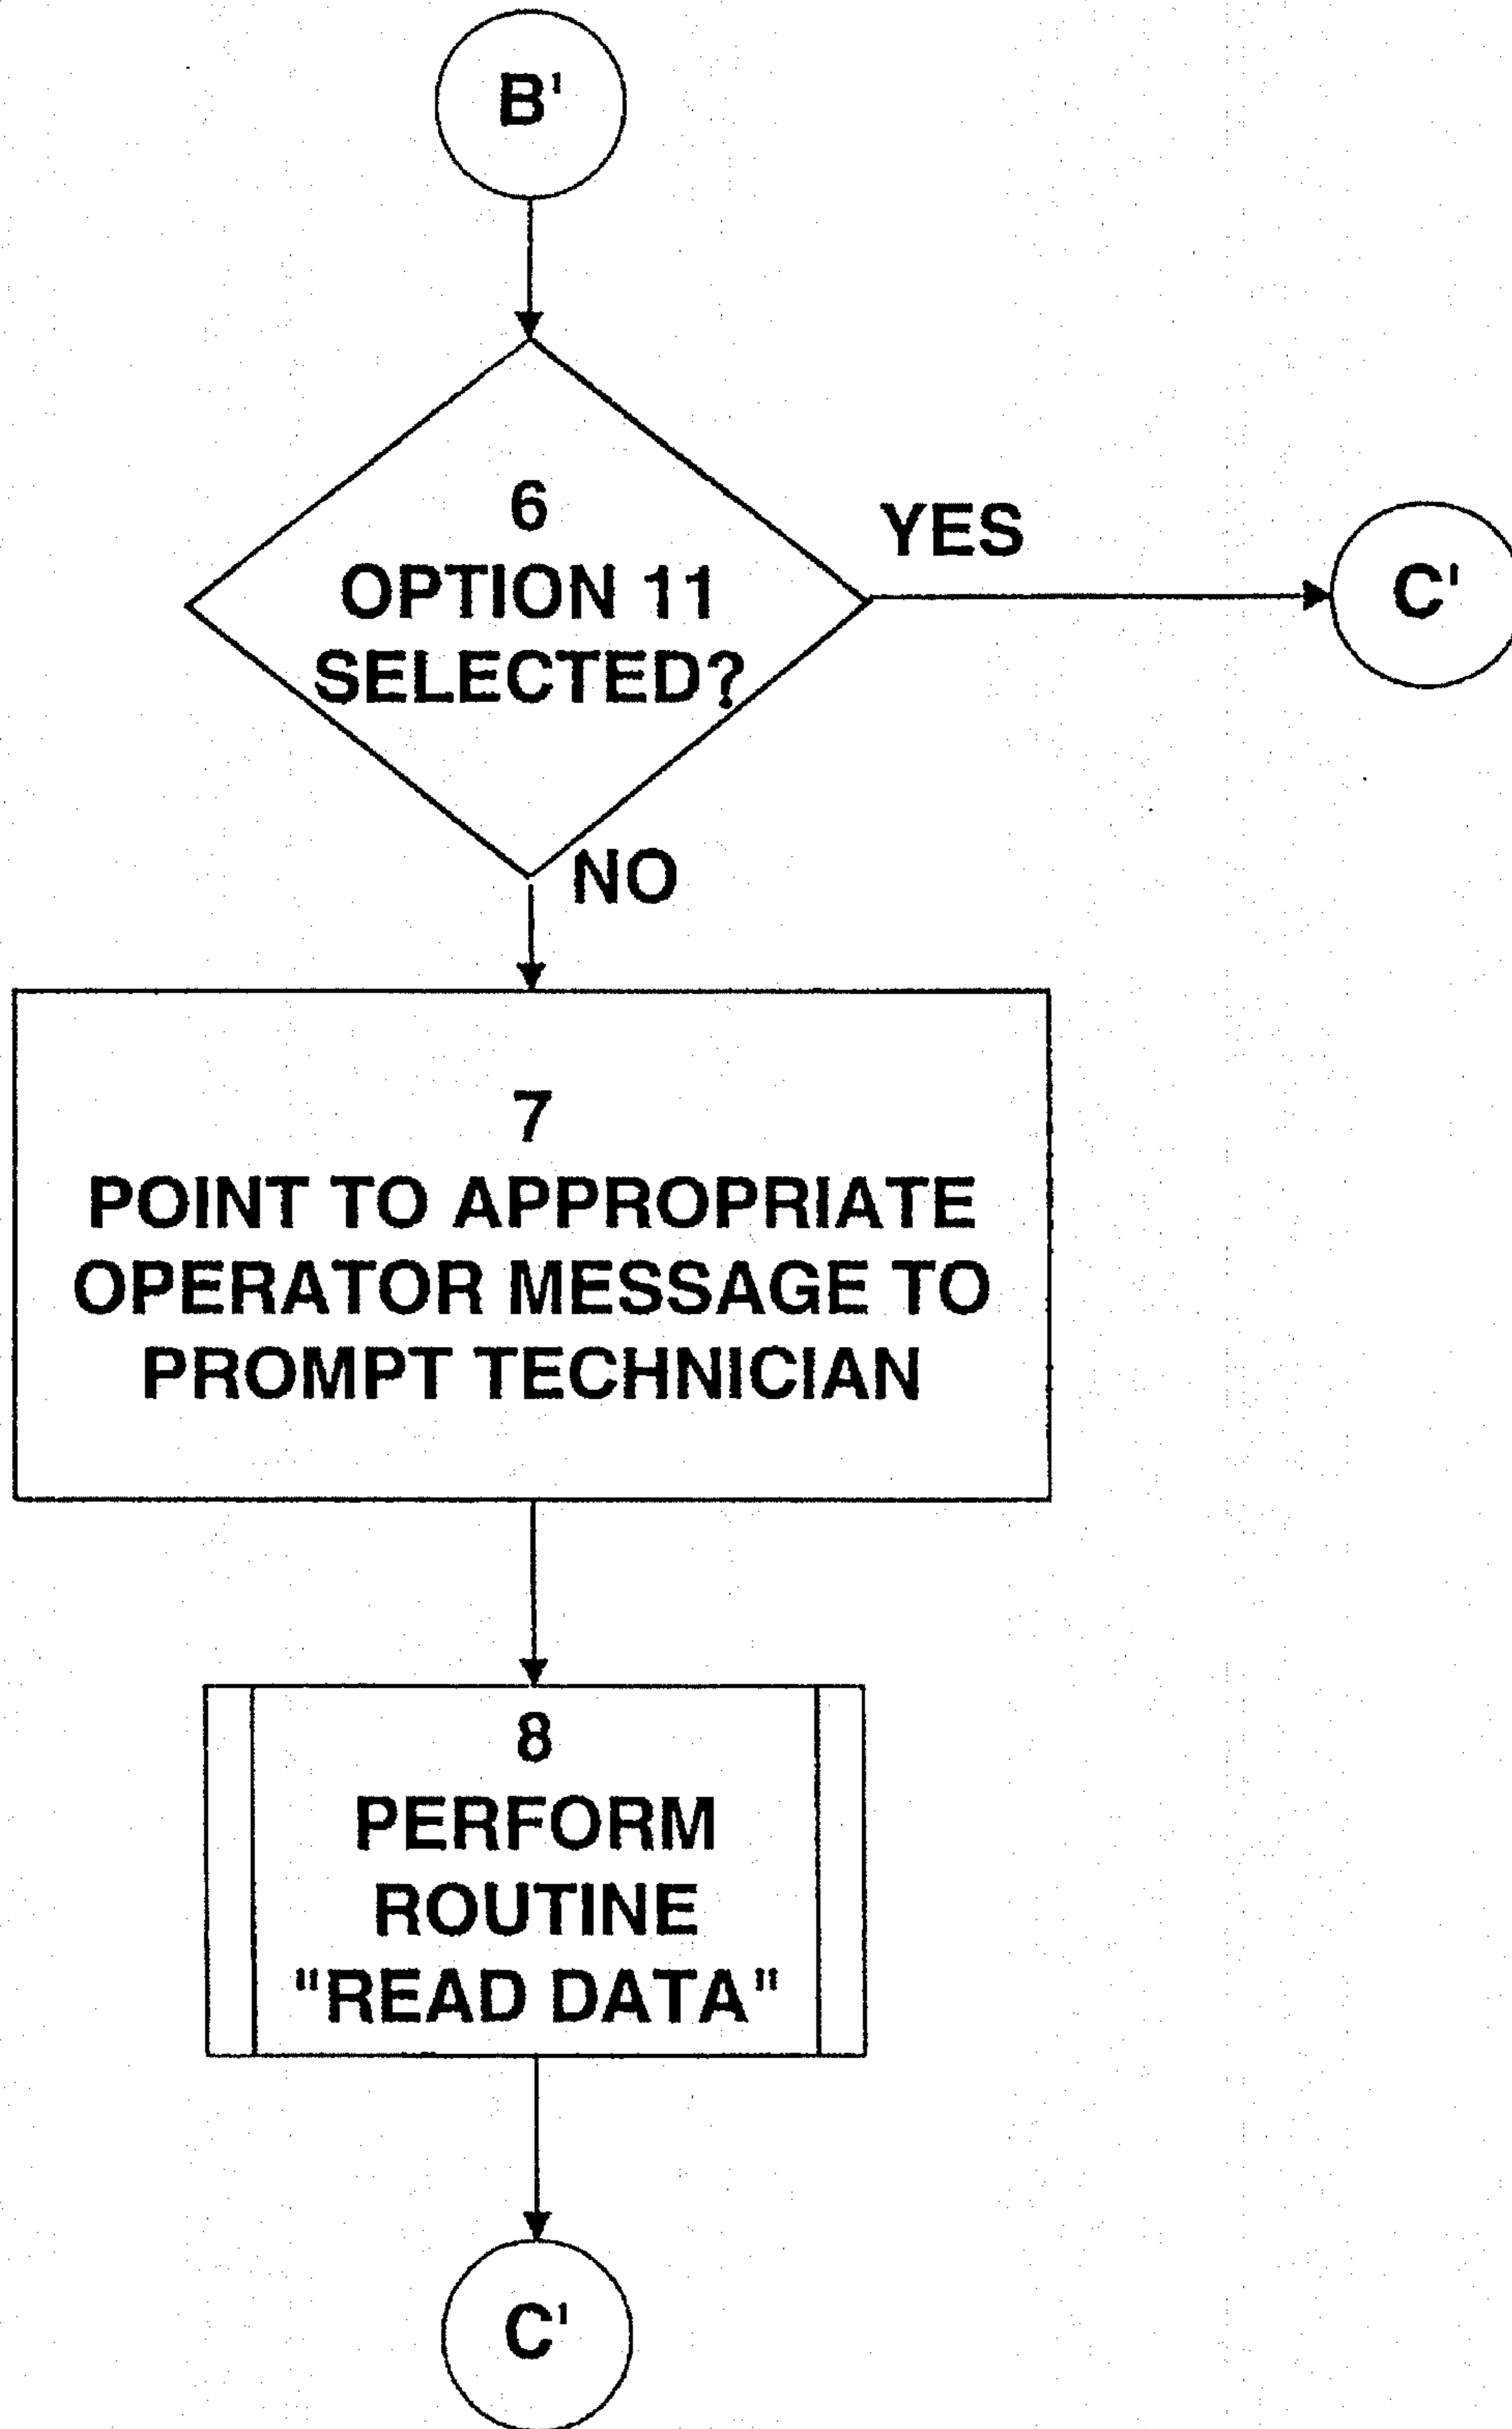 B'
6
OPTION 11
SELECTED?
YES
C'
NO
7
POINT TO APPROPRIATE
OPERATOR MESSAGE TO
PROMPT TECHNICIAN
8
PERFORM
ROUTINE
"READ DATA"
C'